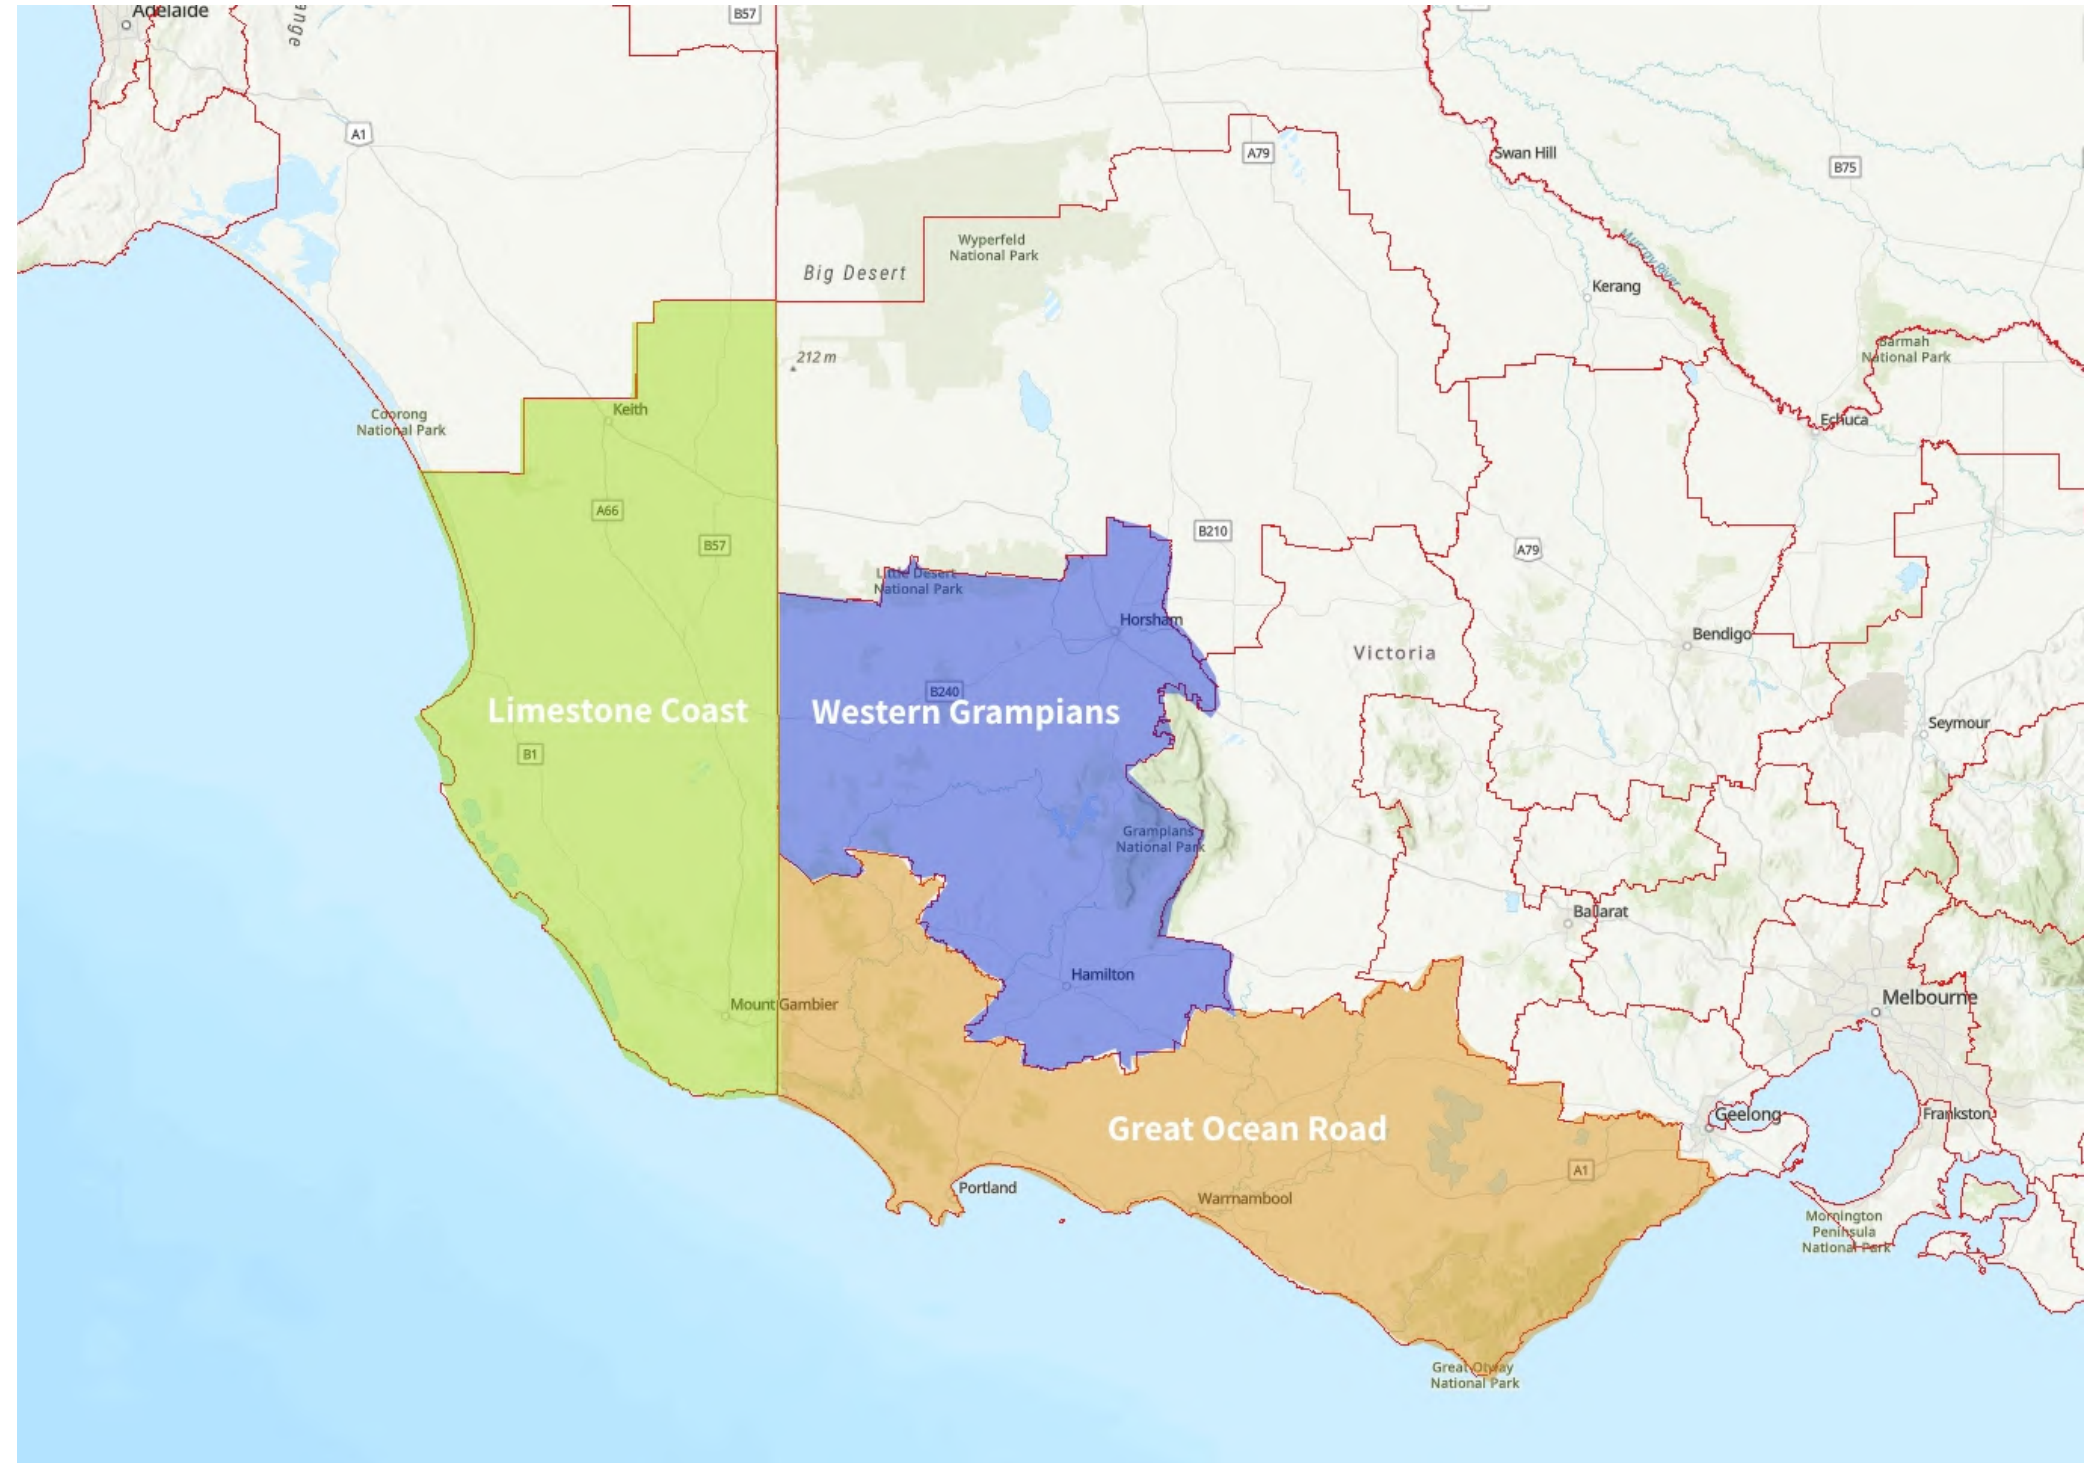 Adelaide
ange
B57
A1
A79
Swan Hill
B75
Wyperfeld
National Park
Murray River
Big Desert
Kerang
212 m
Barmah
National Park
Coorong
National Park
Keith
Echuca
A66
B57
B210
A79
Little Desert
National Park
Horsham
Bendigo
Victoria
B240
Limestone Coast
Western Grampians
Seymour
B1
Grampians
National Park
Ballarat
Hamilton
Mount Gambier
Melbourne
Great Ocean Road
Geelong
Frankston
A1
Portland
Warrnambool
Mornington
Peninsula
National Park
Great Otway
National Park